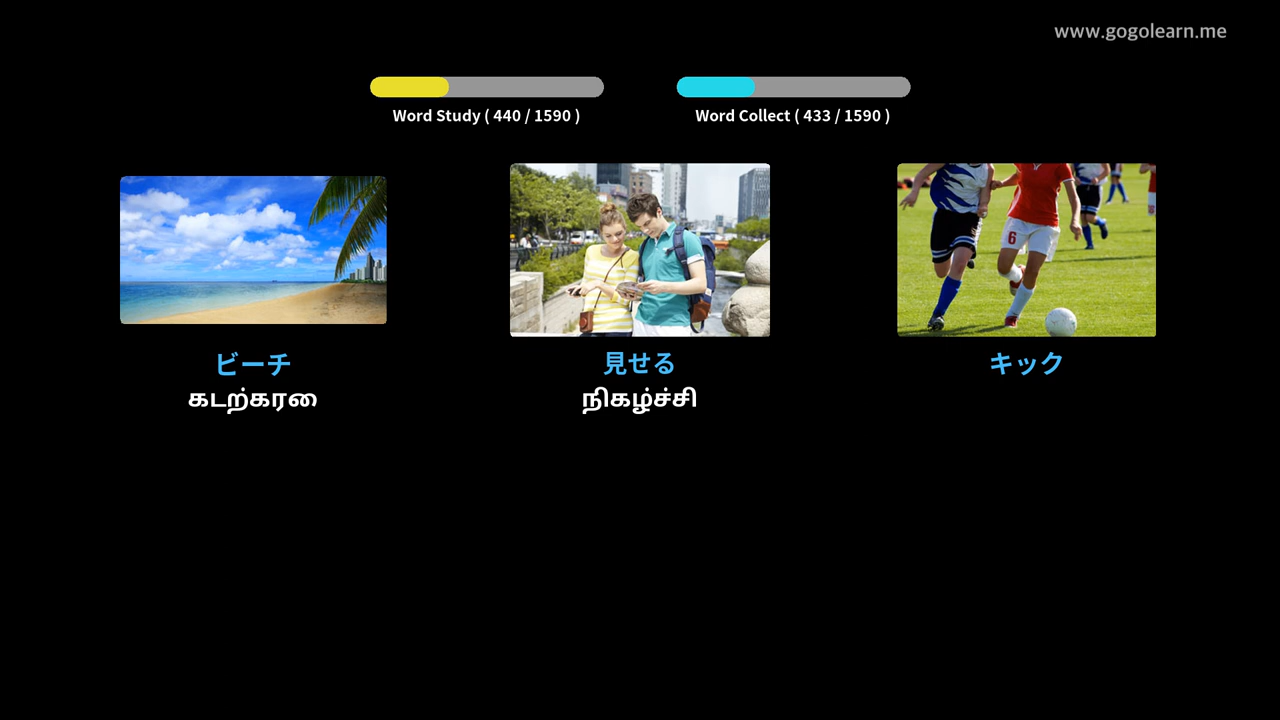 www.gogolearn.me
Word Study ( 440 / 1590 )
Word Collect ( 433 / 1590 )
ビーチ
கடற்கரை
見せる
நிகழ்ச்சி
キック
6